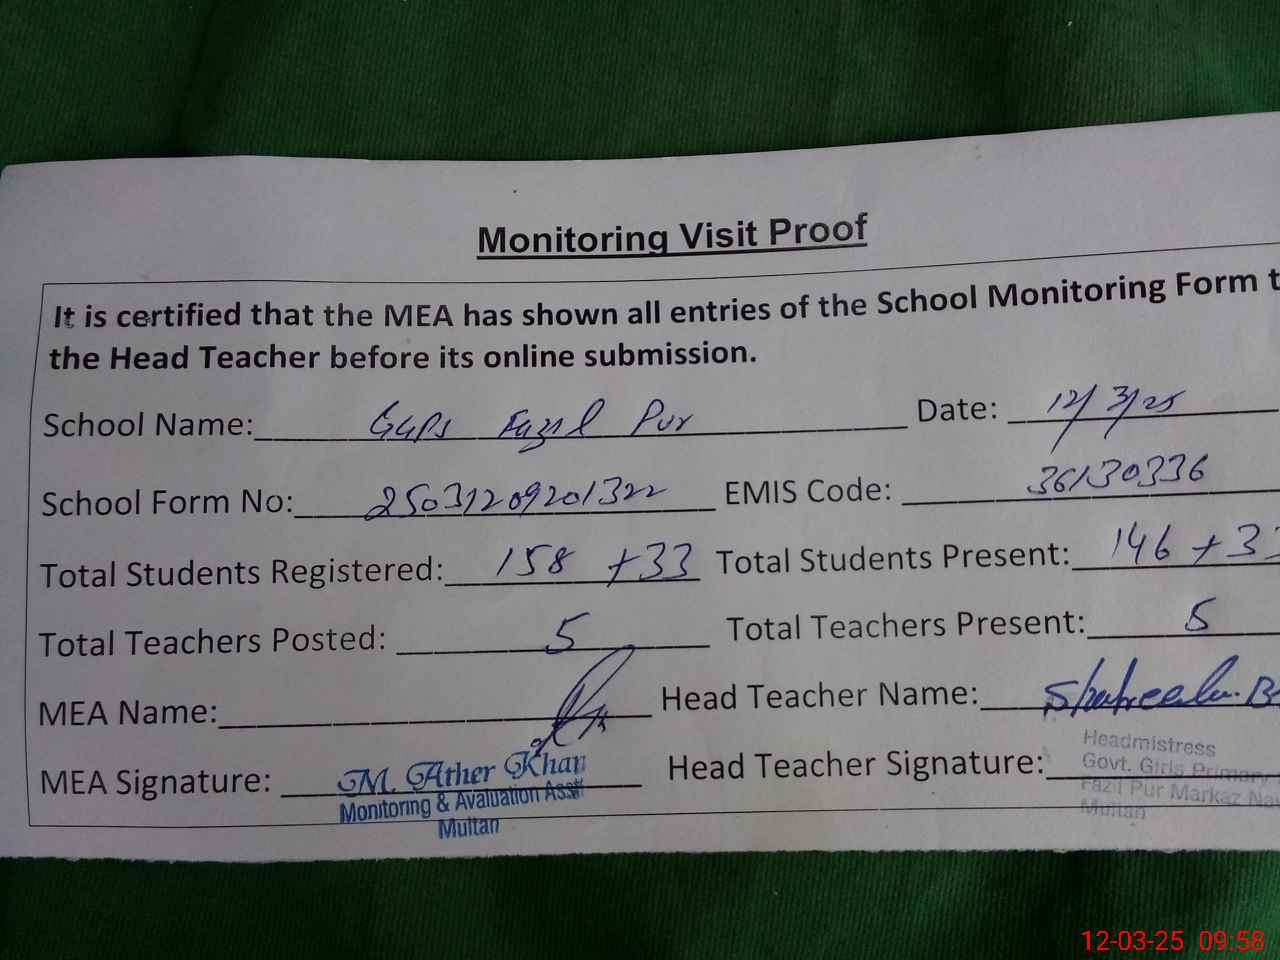 Monitoring Visit Proof
It is certified that the MEA has shown all entries of the School Monitoring Form t
the Head Teacher before its online submission.
School Name: GGPS Fazil Pur Date: 12/3/25
School Form No: 25031209201322 EMIS Code: 36130336
Total Students Registered: 158 +33 Total Students Present: 146 +3
Total Teachers Posted: 5 Total Teachers Present: 5
MEA Name: Head Teacher Name:
MEA Signature: M. Ather Khan Head Teacher Signature:
Monitoring & Avaluation Asstt
Multan
Headmistress
Govt. Girls Primary
Fazil Pur Markaz Na
Multan
12-03-25 09:58